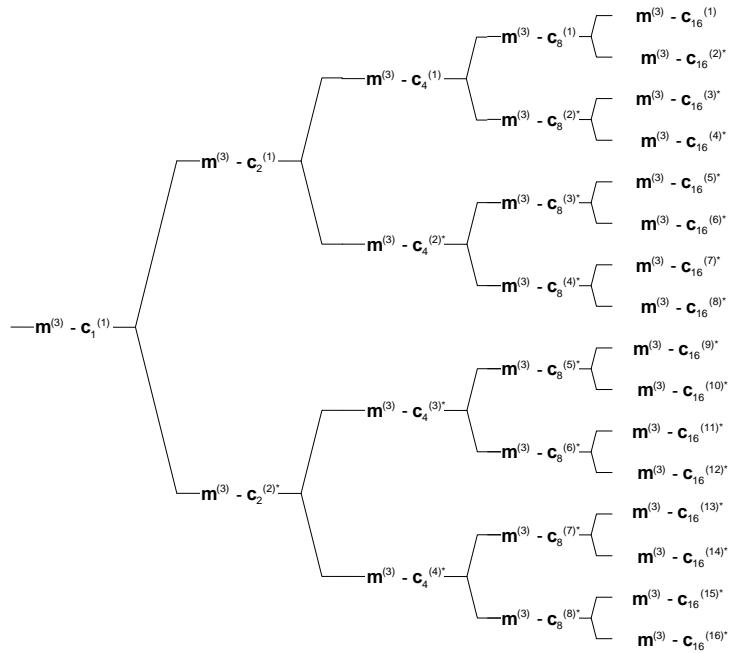 m(3) - c16(1)
m(3) - c8(1)
m(3) - c16(2)*
m(3) - c4(1)
m(3) - c16(3)*
m(3) - c8(2)*
m(3) - c16(4)*
m(3) - c2(1)
m(3) - c16(5)*
m(3) - c8(3)*
m(3) - c16(6)*
m(3) - c4(2)*
m(3) - c16(7)*
m(3) - c8(4)*
m(3) - c16(8)*
m(3) - c1(1)
m(3) - c16(9)*
m(3) - c8(5)*
m(3) - c16(10)*
m(3) - c4(3)*
m(3) - c16(11)*
m(3) - c8(6)*
m(3) - c16(12)*
m(3) - c2(2)*
m(3) - c16(13)*
m(3) - c8(7)*
m(3) - c16(14)*
m(3) - c4(4)*
m(3) - c16(15)*
m(3) - c8(8)*
m(3) - c16(16)*